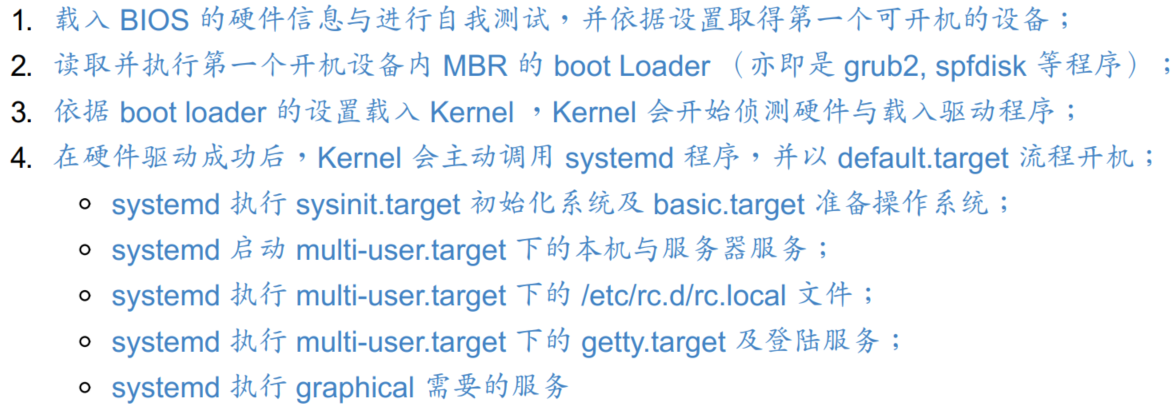 1. 载入 BIOS 的硬件信息与进行自我测试,并依据设置取得第一个可开机的设备;
2. 读取并执行第一个开机设备内 MBR 的 boot Loader (亦即是 grub2, spfdisk 等程序);
3. 依据 boot loader 的设置载入 Kernel ,Kernel 会开始侦测硬件与载入驱动程序;
4. 在硬件驱动成功后,Kernel 会主动调用 systemd 程序,并以 default.target 流程开机;
○ systemd 执行 sysinit.target 初始化系统及 basic.target 准备操作系统;
○ systemd 启动 multi-user.target 下的本机与服务器服务;
○ systemd 执行 multi-user.target 下的 /etc/rc.d/rc.local 文件;
○ systemd 执行 multi-user.target 下的 getty.target 及登陆服务;
○ systemd 执行 graphical 需要的服务